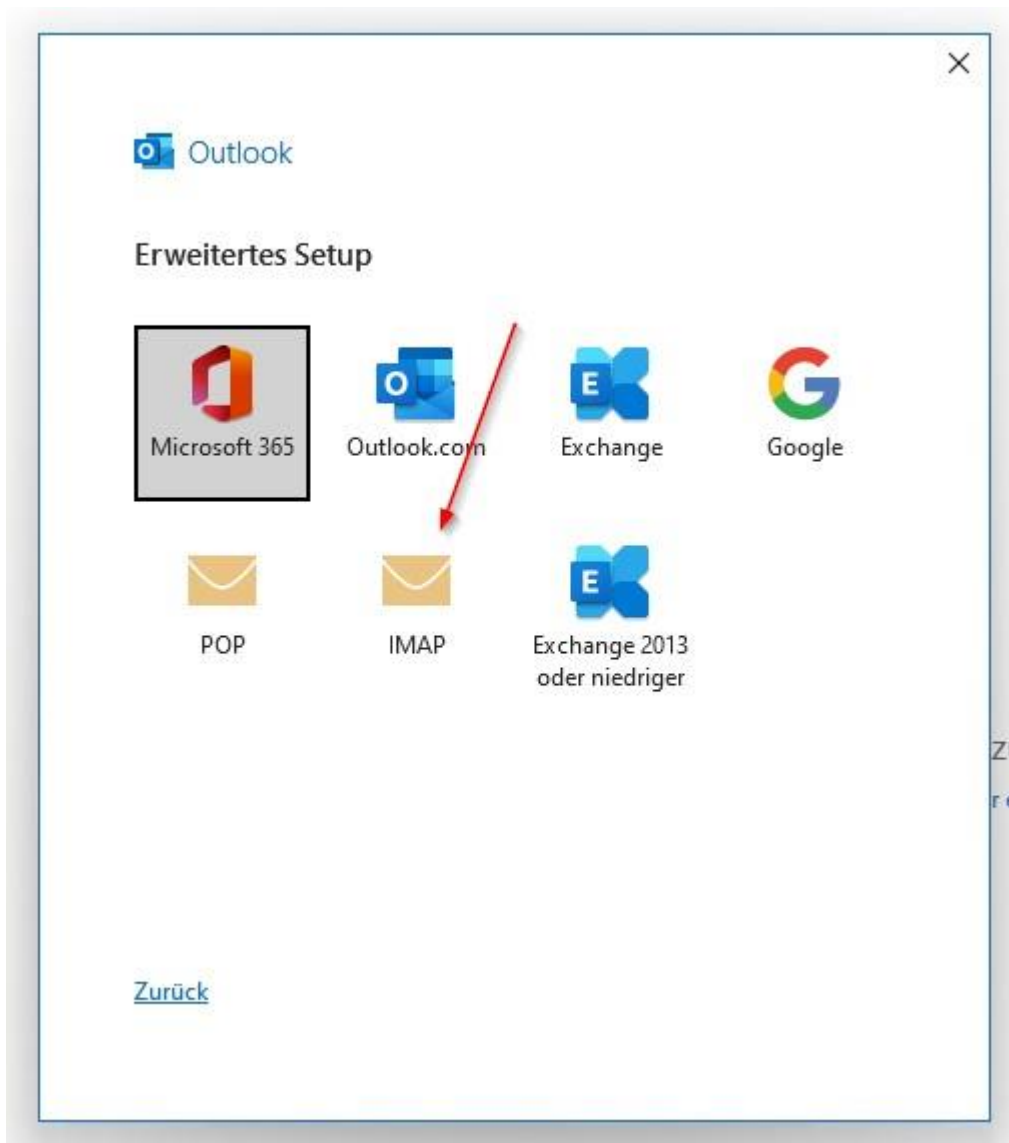 Outlook
Erweitertes Setup
Microsoft 365
Outlook.com
Exchange
Google
POP
IMAP
Exchange 2013
oder niedriger
Zurück